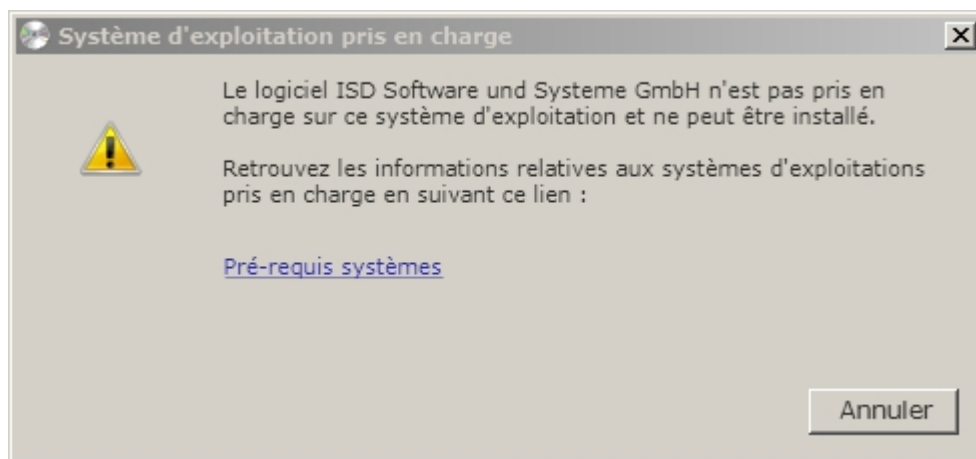 Système d'exploitation pris en charge
Le logiciel ISD Software und Systeme GmbH n'est pas pris en
charge sur ce système d'exploitation et ne peut être installé.
Retrouvez les informations relatives aux systèmes d'exploitations
pris en charge en suivant ce lien :
Pré-requis systèmes
Annuler